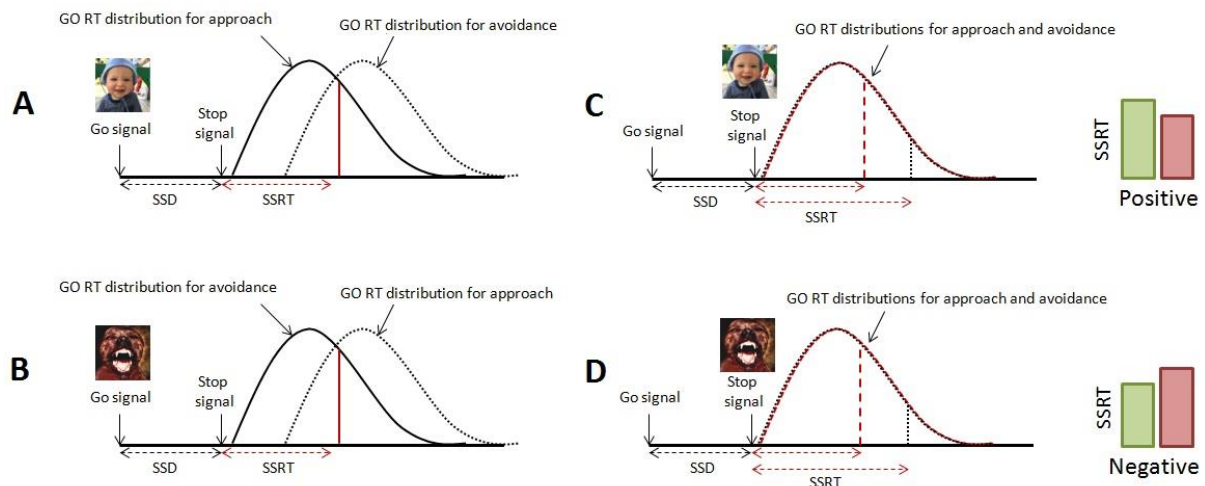 A
GO RT distribution for approach
GO RT distribution for avoidance
Go signal
Stop
signal
SSD
SSRT
B
GO RT distribution for avoidance
GO RT distribution for approach
Go signal
Stop
signal
SSD
SSRT
C
GO RT distributions for approach and avoidance
Go signal
Stop
signal
SSD
SSRT
SSRT
Positive
D
GO RT distributions for approach and avoidance
Go signal
Stop
signal
SSD
SSRT
SSRT
Negative